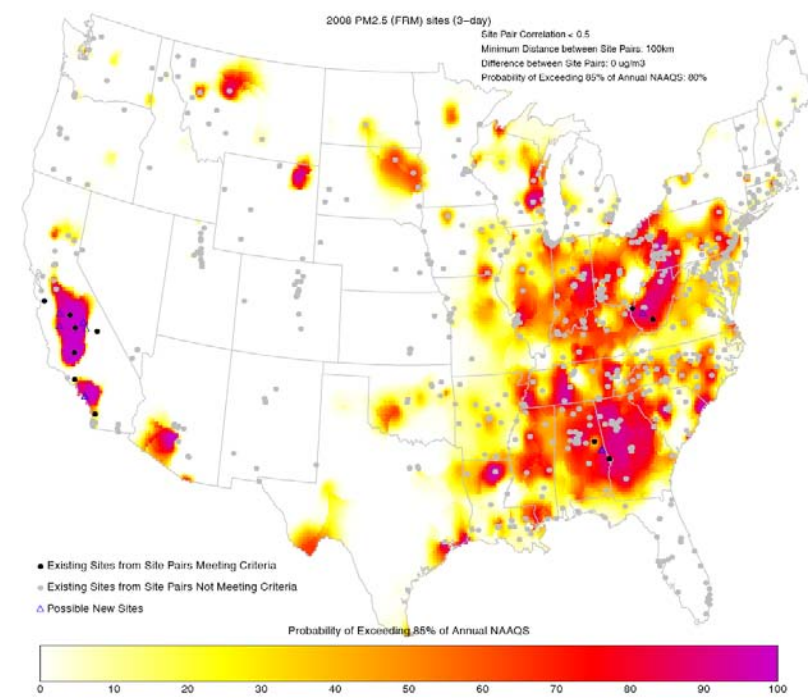 2008 PM2.5 (FRM) sites (3-day)
Site Pair Correlation < 0.5
Minimum Distance between Site Pairs: 100km
Difference between Site Pairs: 0 ug/m3
Probability of Exceeding 85% of Annual NAAQS: 80%
Existing Sites from Site Pairs Meeting Criteria
Existing Sites from Site Pairs Not Meeting Criteria
Possible New Sites
Probability of Exceeding 85% of Annual NAAQS
0 10 20 30 40 50 60 70 80 90 100